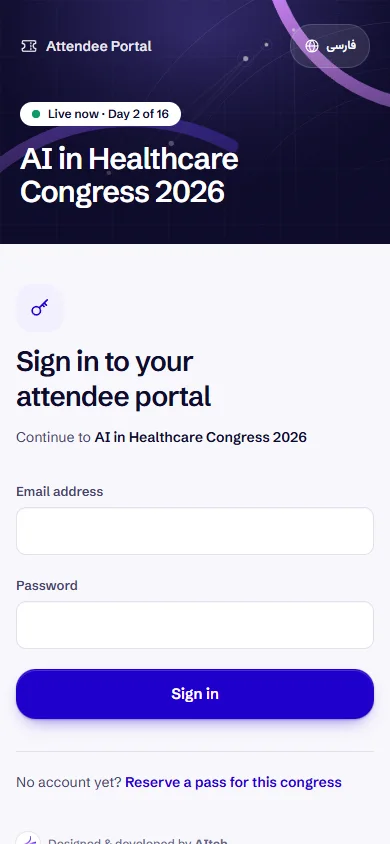 Attendee Portal
فارسی
Live now · Day 2 of 16
AI in Healthcare
Congress 2026
Sign in to your
attendee portal
Continue to AI in Healthcare Congress 2026
Email address
Password
Sign in
No account yet? Reserve a pass for this congress
Designed & developed by AIteb